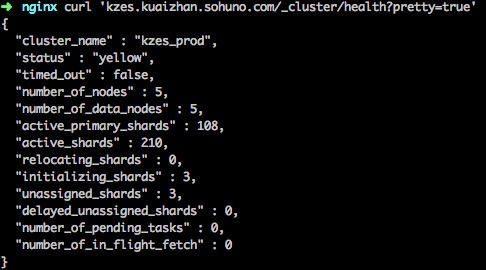 ➜ nginx curl 'kzes.kuaizhan.sohuno.com/_cluster/health?pretty=true'
{
  "cluster_name" : "kzes_prod",
  "status" : "yellow",
  "timed_out" : false,
  "number_of_nodes" : 5,
  "number_of_data_nodes" : 5,
  "active_primary_shards" : 108,
  "active_shards" : 210,
  "relocating_shards" : 0,
  "initializing_shards" : 3,
  "unassigned_shards" : 3,
  "delayed_unassigned_shards" : 0,
  "number_of_pending_tasks" : 0,
  "number_of_in_flight_fetch" : 0
}